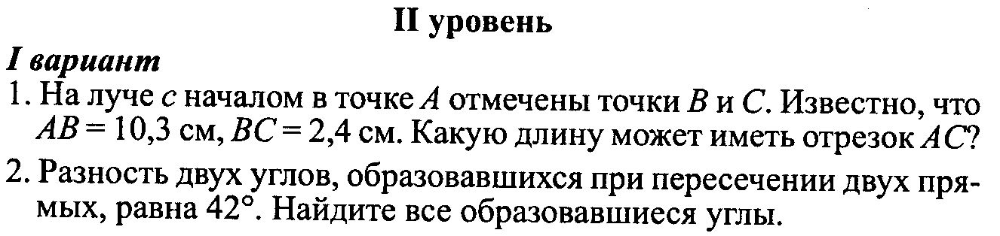 II уровень
I вариант
1. На луче с началом в точке A отмечены точки B и C. Известно, что
AB = 10,3 см, BC = 2,4 см. Какую длину может иметь отрезок AC?
2. Разность двух углов, образовавшихся при пересечении двух пря-
мых, равна 42°. Найдите все образовавшиеся углы.